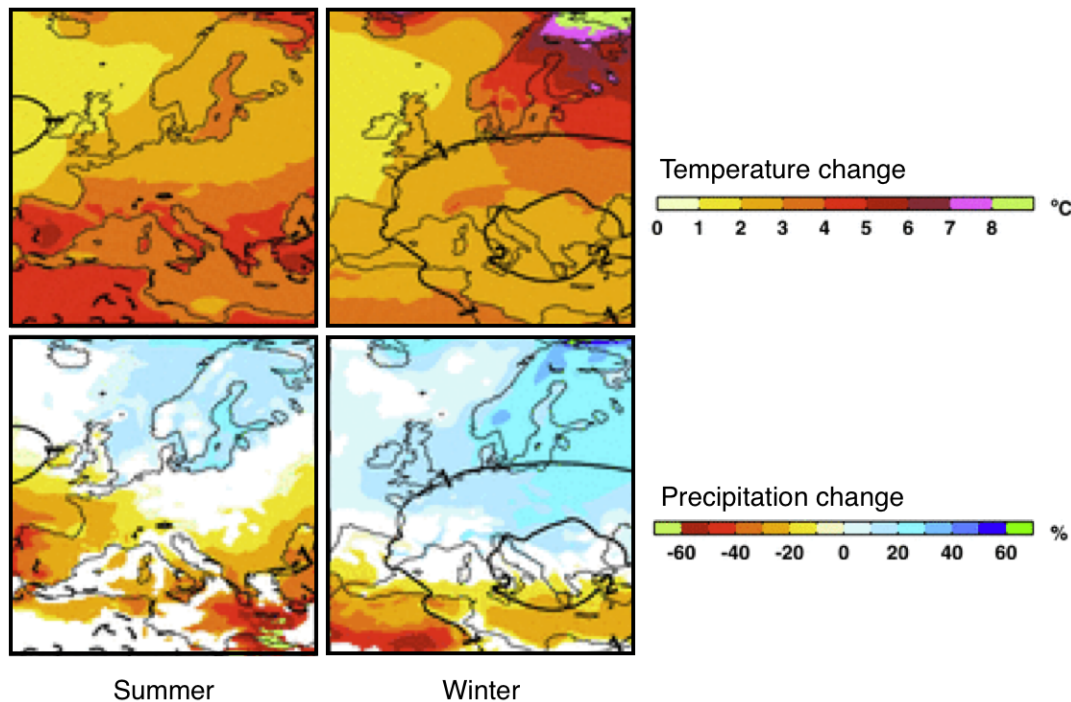 Temperature change
°C
0 1 2 3 4 5 6 7 8
Precipitation change
%
-60 -40 -20 0 20 40 60
Summer Winter